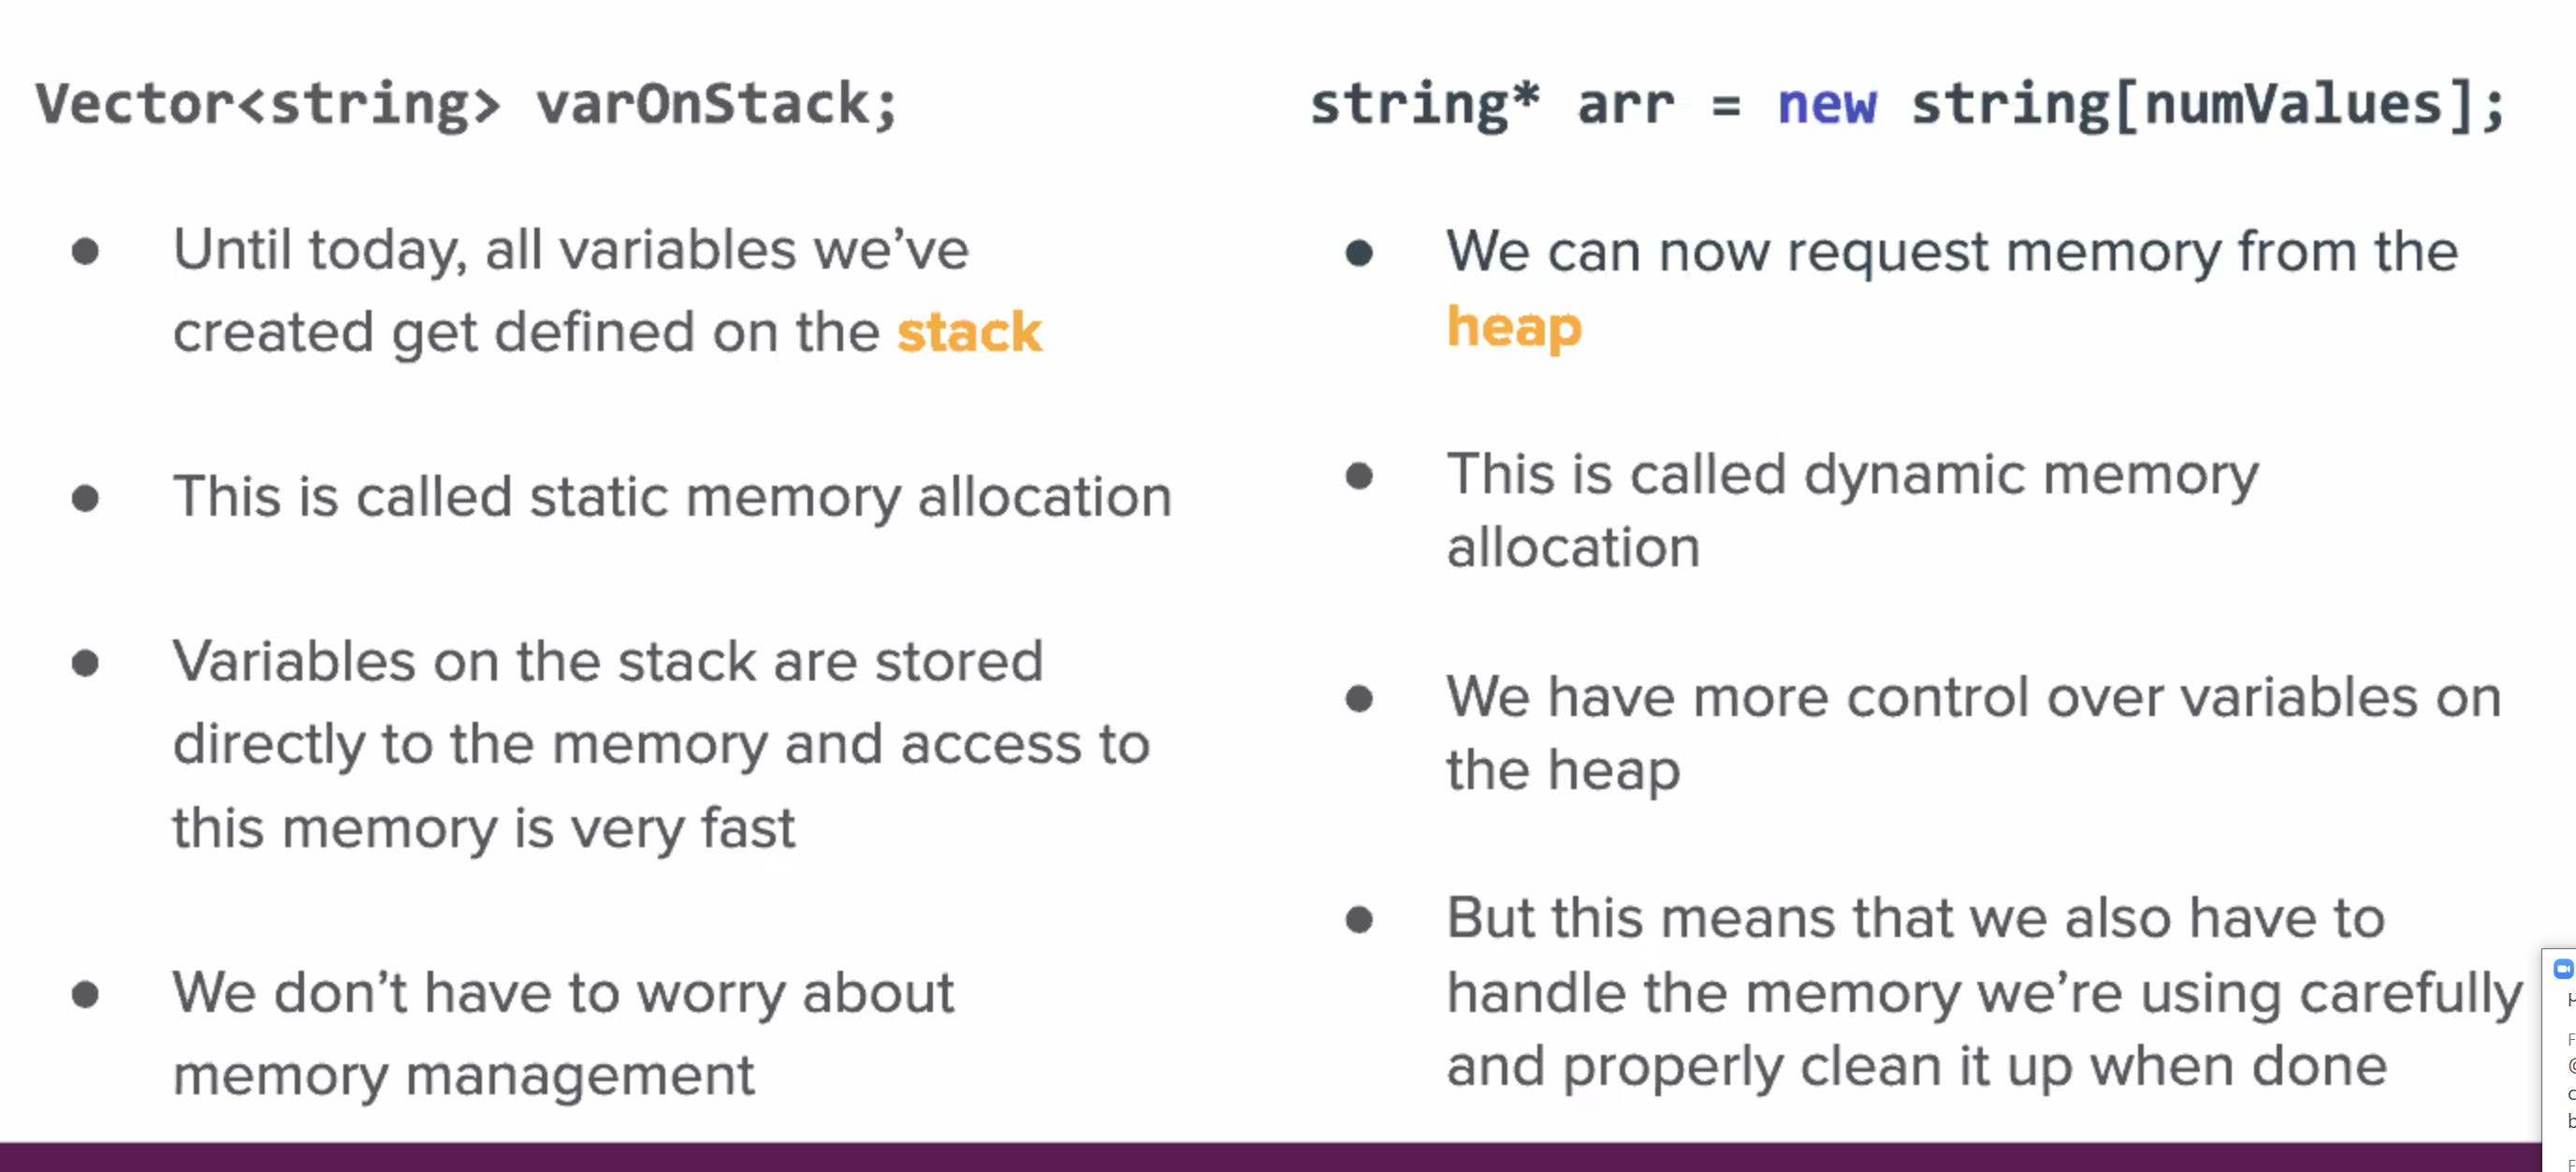 Vector<string> varOnStack;
Until today, all variables we've
created get defined on the stack
This is called static memory allocation
Variables on the stack are stored
directly to the memory and access to
this memory is very fast
We don't have to worry about
memory management
string* arr = new string[numValues];
We can now request memory from the
heap
This is called dynamic memory
allocation
We have more control over variables on
the heap
But this means that we also have to
handle the memory we're using carefully
and properly clean it up when done